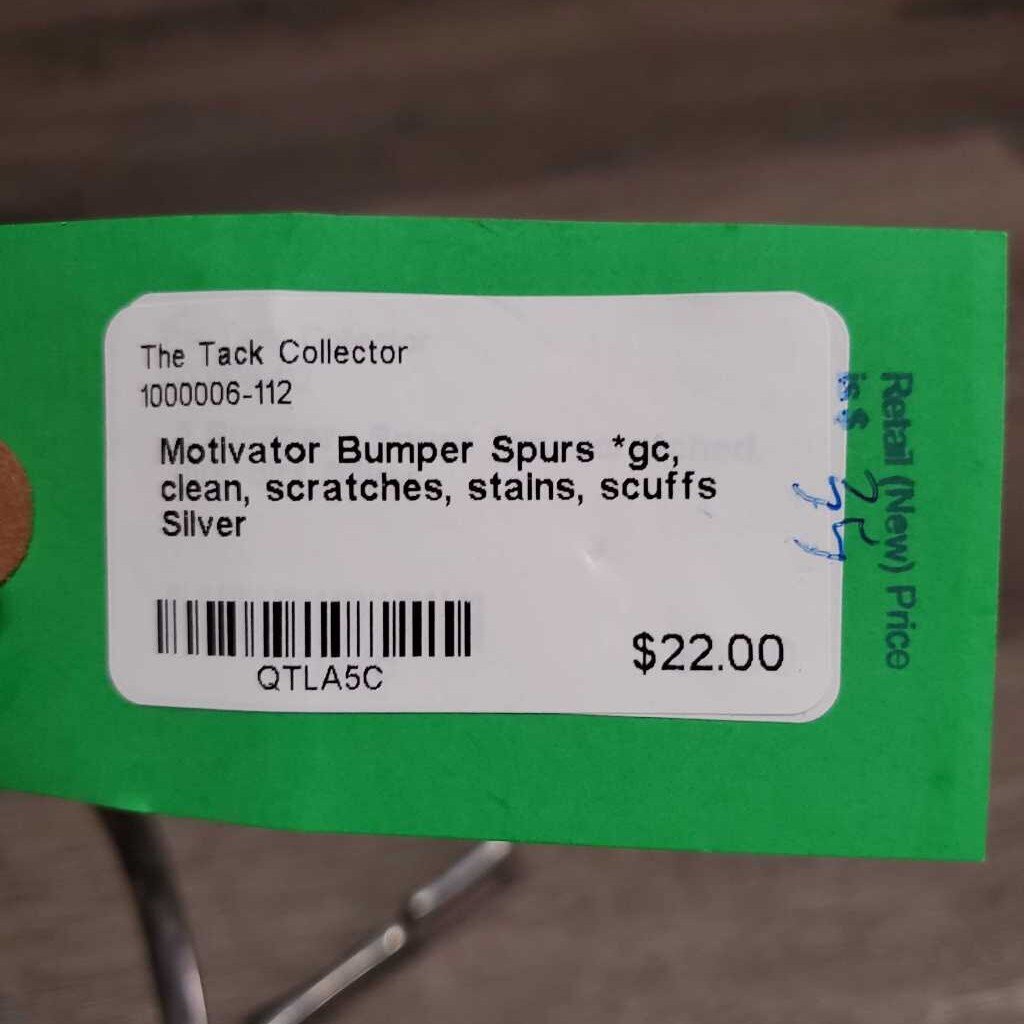 The Tack Collector
1000006-112
Motivator Bumper Spurs *gc,
clean, scratches, stains, scuffs
Silver
QTLA5C
$22.00
Retail (New) Price
is $